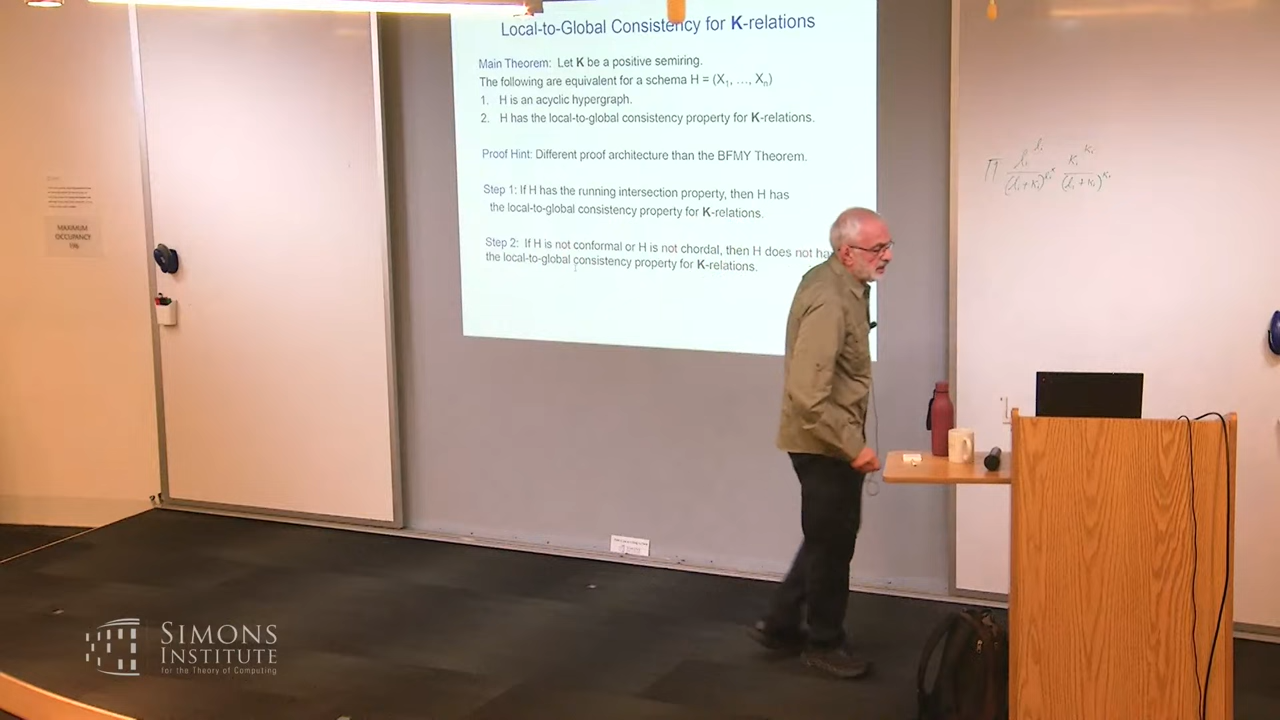 Local-to-Global Consistency for K-relations
Main Theorem: Let K be a positive semiring.
The following are equivalent for a schema H = (X1, …, Xn)
1. H is an acyclic hypergraph.
2. H has the local-to-global consistency property for K-relations.
Proof Hint: Different proof architecture than the BFMY Theorem.
Step 1: If H has the running intersection property, then H has
the local-to-global consistency property for K-relations.
Step 2: If H is not conformal or H is not chordal, then H does not ha
the local-to-global consistency property for K-relations.
MAXIMUM
OCCUPANCY
SIMONS
INSTITUTE
for the Theory of Computing